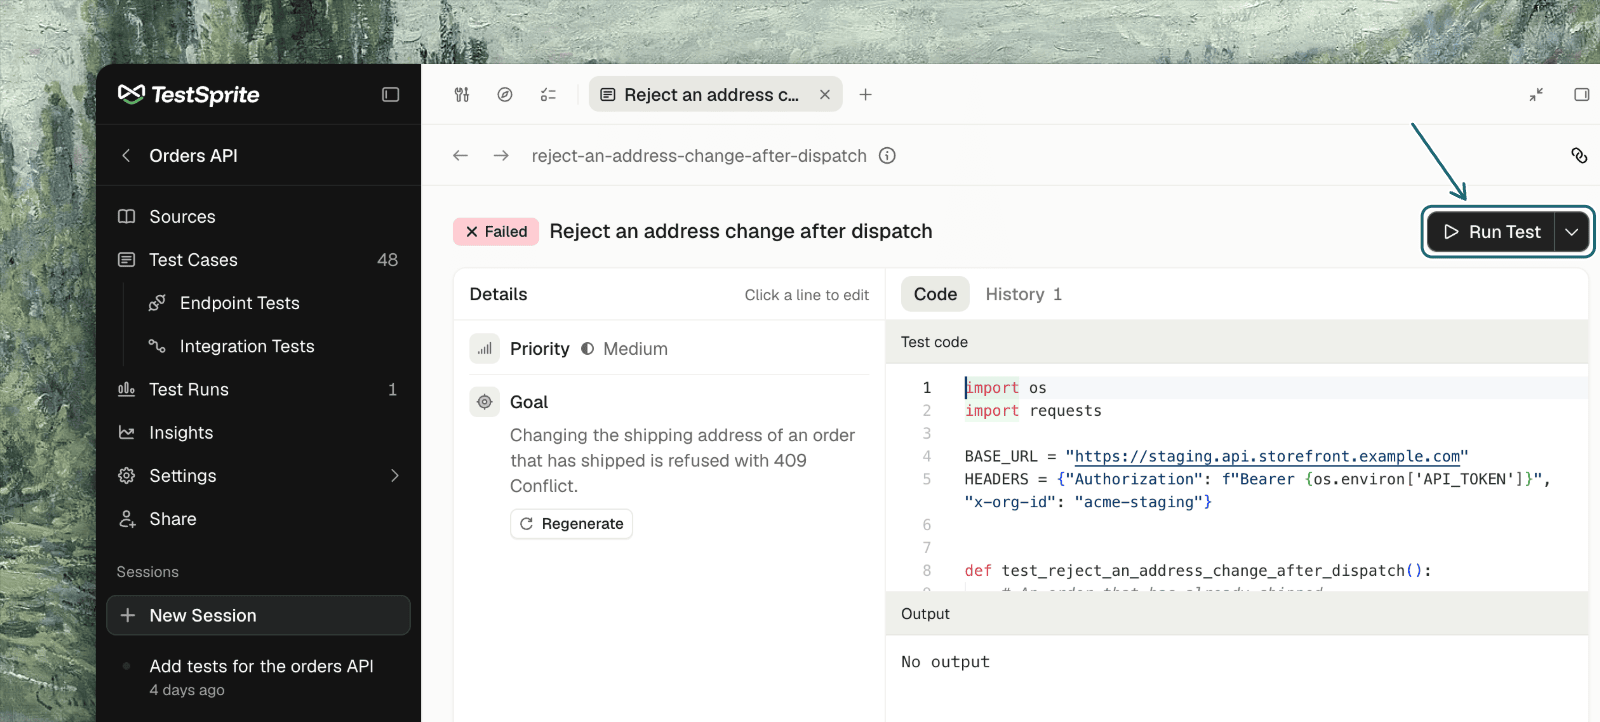 TestSprite
Reject an address c...
Orders API
reject-an-address-change-after-dispatch
Sources
Test Cases 48
Endpoint Tests
Integration Tests
Test Runs 1
Insights
Settings
Share
Sessions
New Session
Add tests for the orders API
4 days ago
Failed
Reject an address change after dispatch
Run Test
Details
Click a line to edit
Priority Medium
Goal
Changing the shipping address of an order
that has shipped is refused with 409
Conflict.
Regenerate
Code
History 1
Test code
1 import os
2 import requests
3
4 BASE_URL = "https://staging.api.storefront.example.com"
5 HEADERS = {"Authorization": f"Bearer {os.environ['API_TOKEN']}",
"x-org-id": "acme-staging"}
6
7
8 def test_reject_an_address_change_after_dispatch():
Output
No output